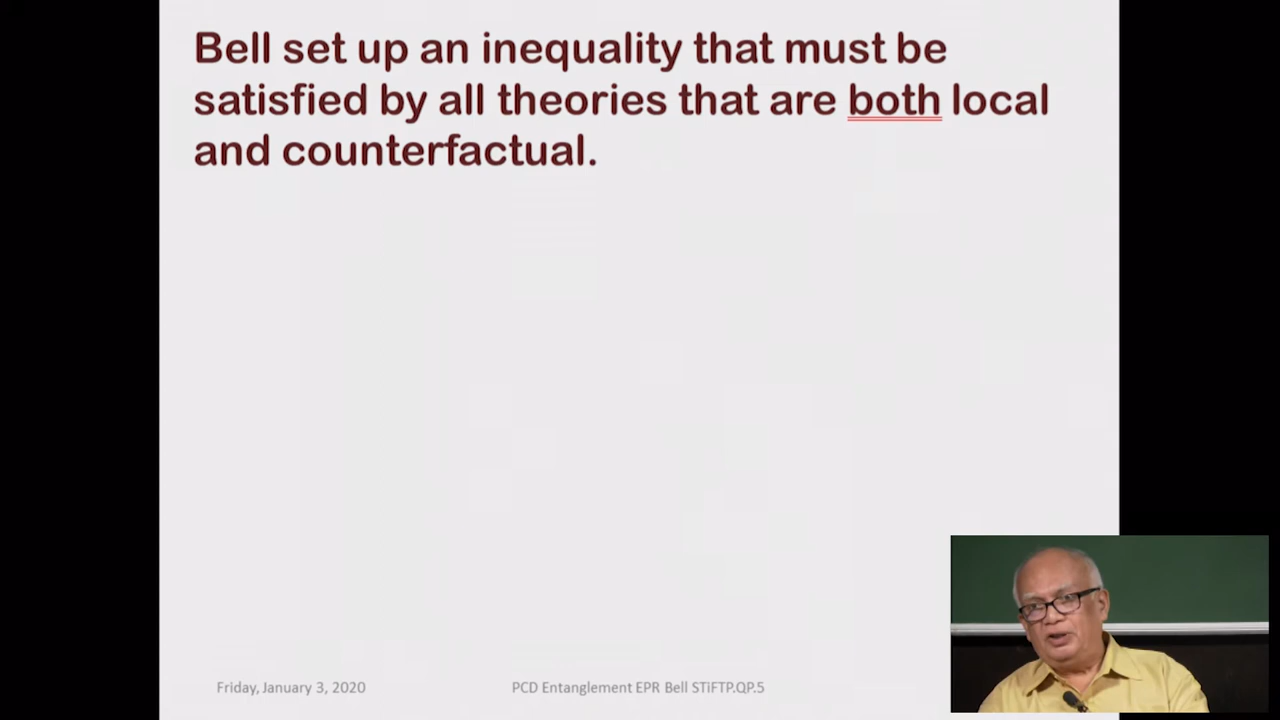 Bell set up an inequality that must be
satisfied by all theories that are both local
and counterfactual.
Friday, January 3, 2020
PCD Entanglement EPR Bell STiFTP.QP.5